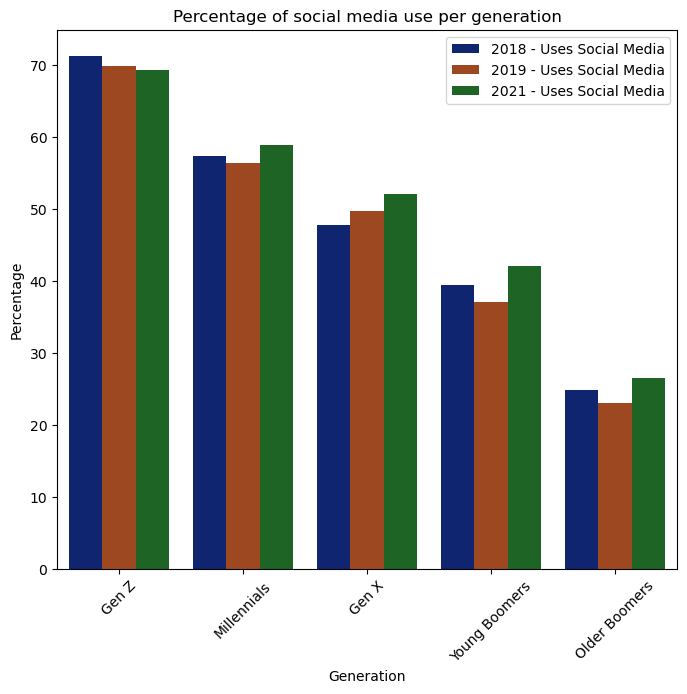 Percentage of social media use per generation
2018 - Uses Social Media
2019 - Uses Social Media
2021 - Uses Social Media
Percentage
70
60
50
40
30
20
10
0
Gen Z
Millennials
Gen X
Young Boomers
Older Boomers
Generation